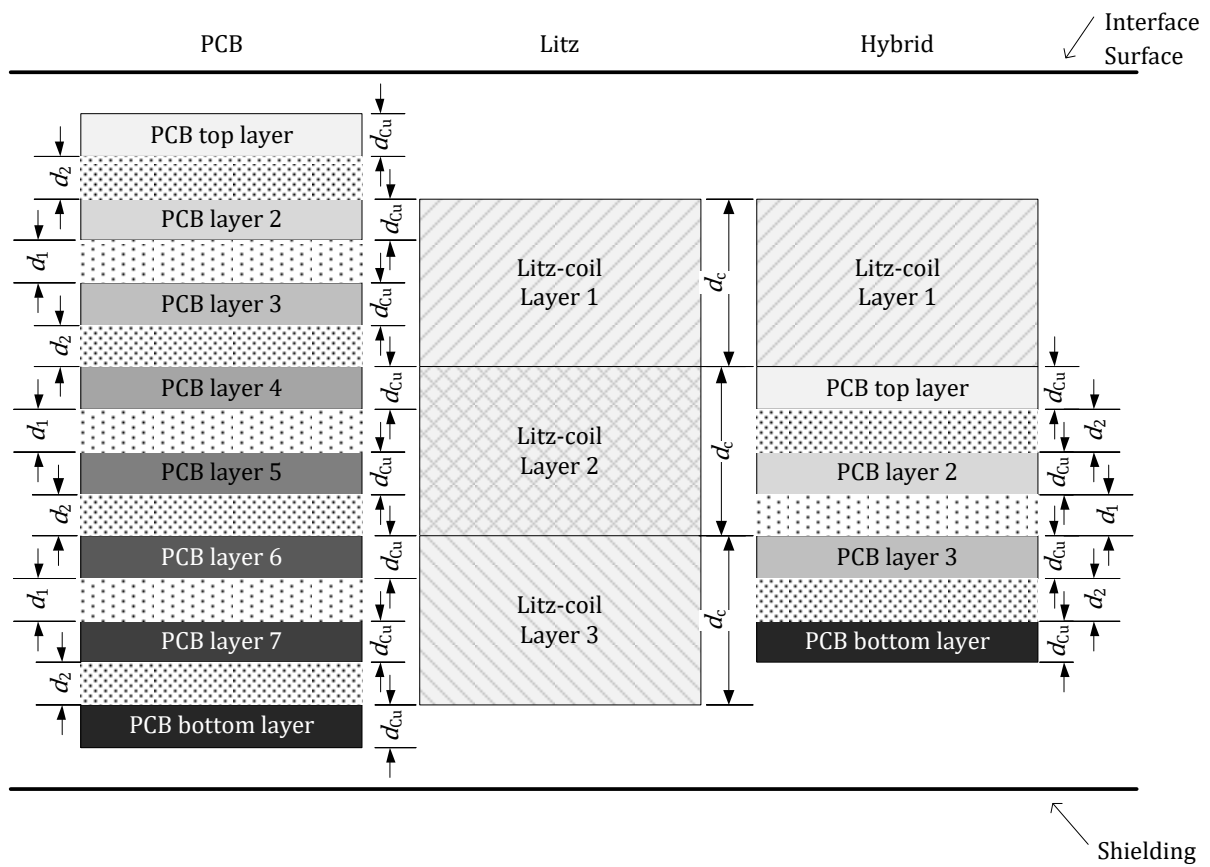 PCB
Litz
Hybrid
Interface
Surface
PCB top layer
d₂
dCu
PCB layer 2
d₁
dCu
PCB layer 3
d₂
dCu
PCB layer 4
d₁
dCu
PCB layer 5
d₂
dCu
PCB layer 6
d₁
dCu
PCB layer 7
d₂
dCu
PCB bottom layer
dCu
Litz-coil
Layer 1
dc
Litz-coil
Layer 2
dc
Litz-coil
Layer 3
dc
Litz-coil
Layer 1
PCB top layer
dCu
d₂
PCB layer 2
dCu
d₁
PCB layer 3
dCu
d₂
PCB bottom layer
dCu
Shielding